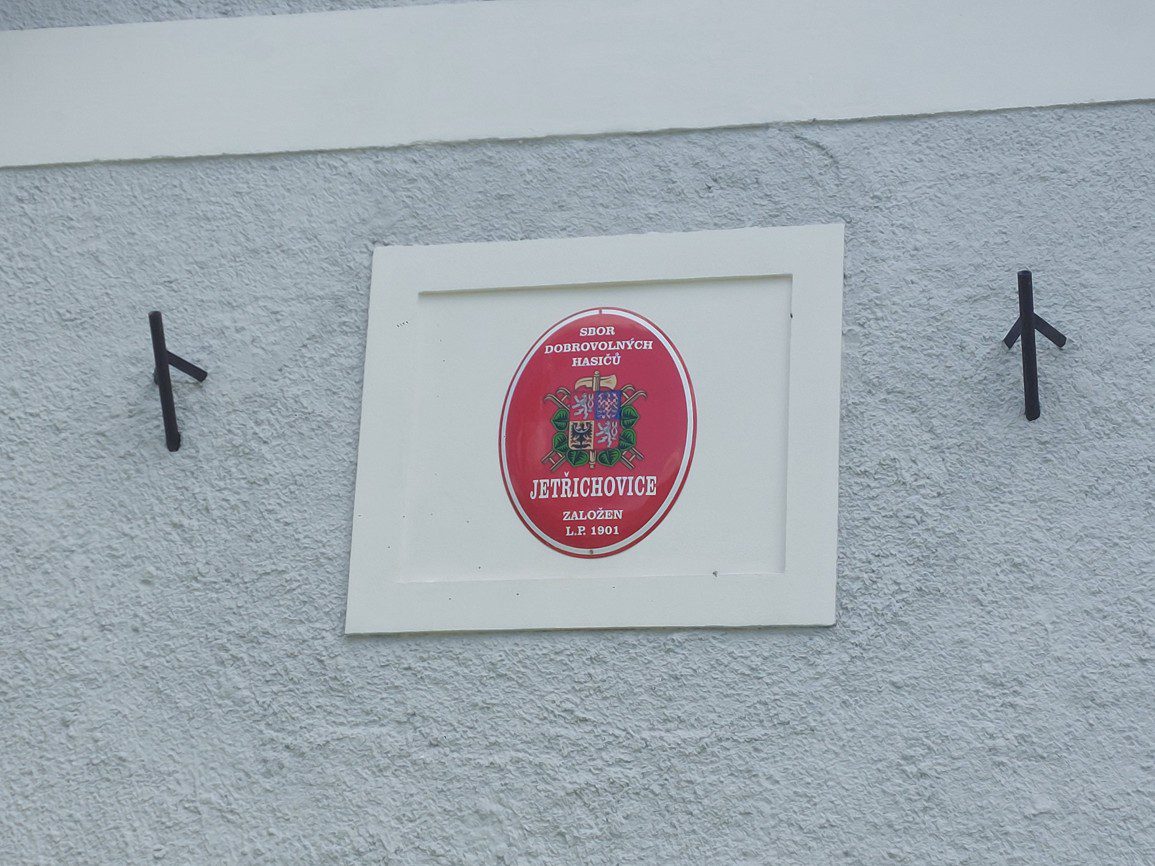 SBOR
DOBROVOLNÝCH
HASIČŮ
JETŘICHOVICE
ZALOŽEN
L.P. 1901